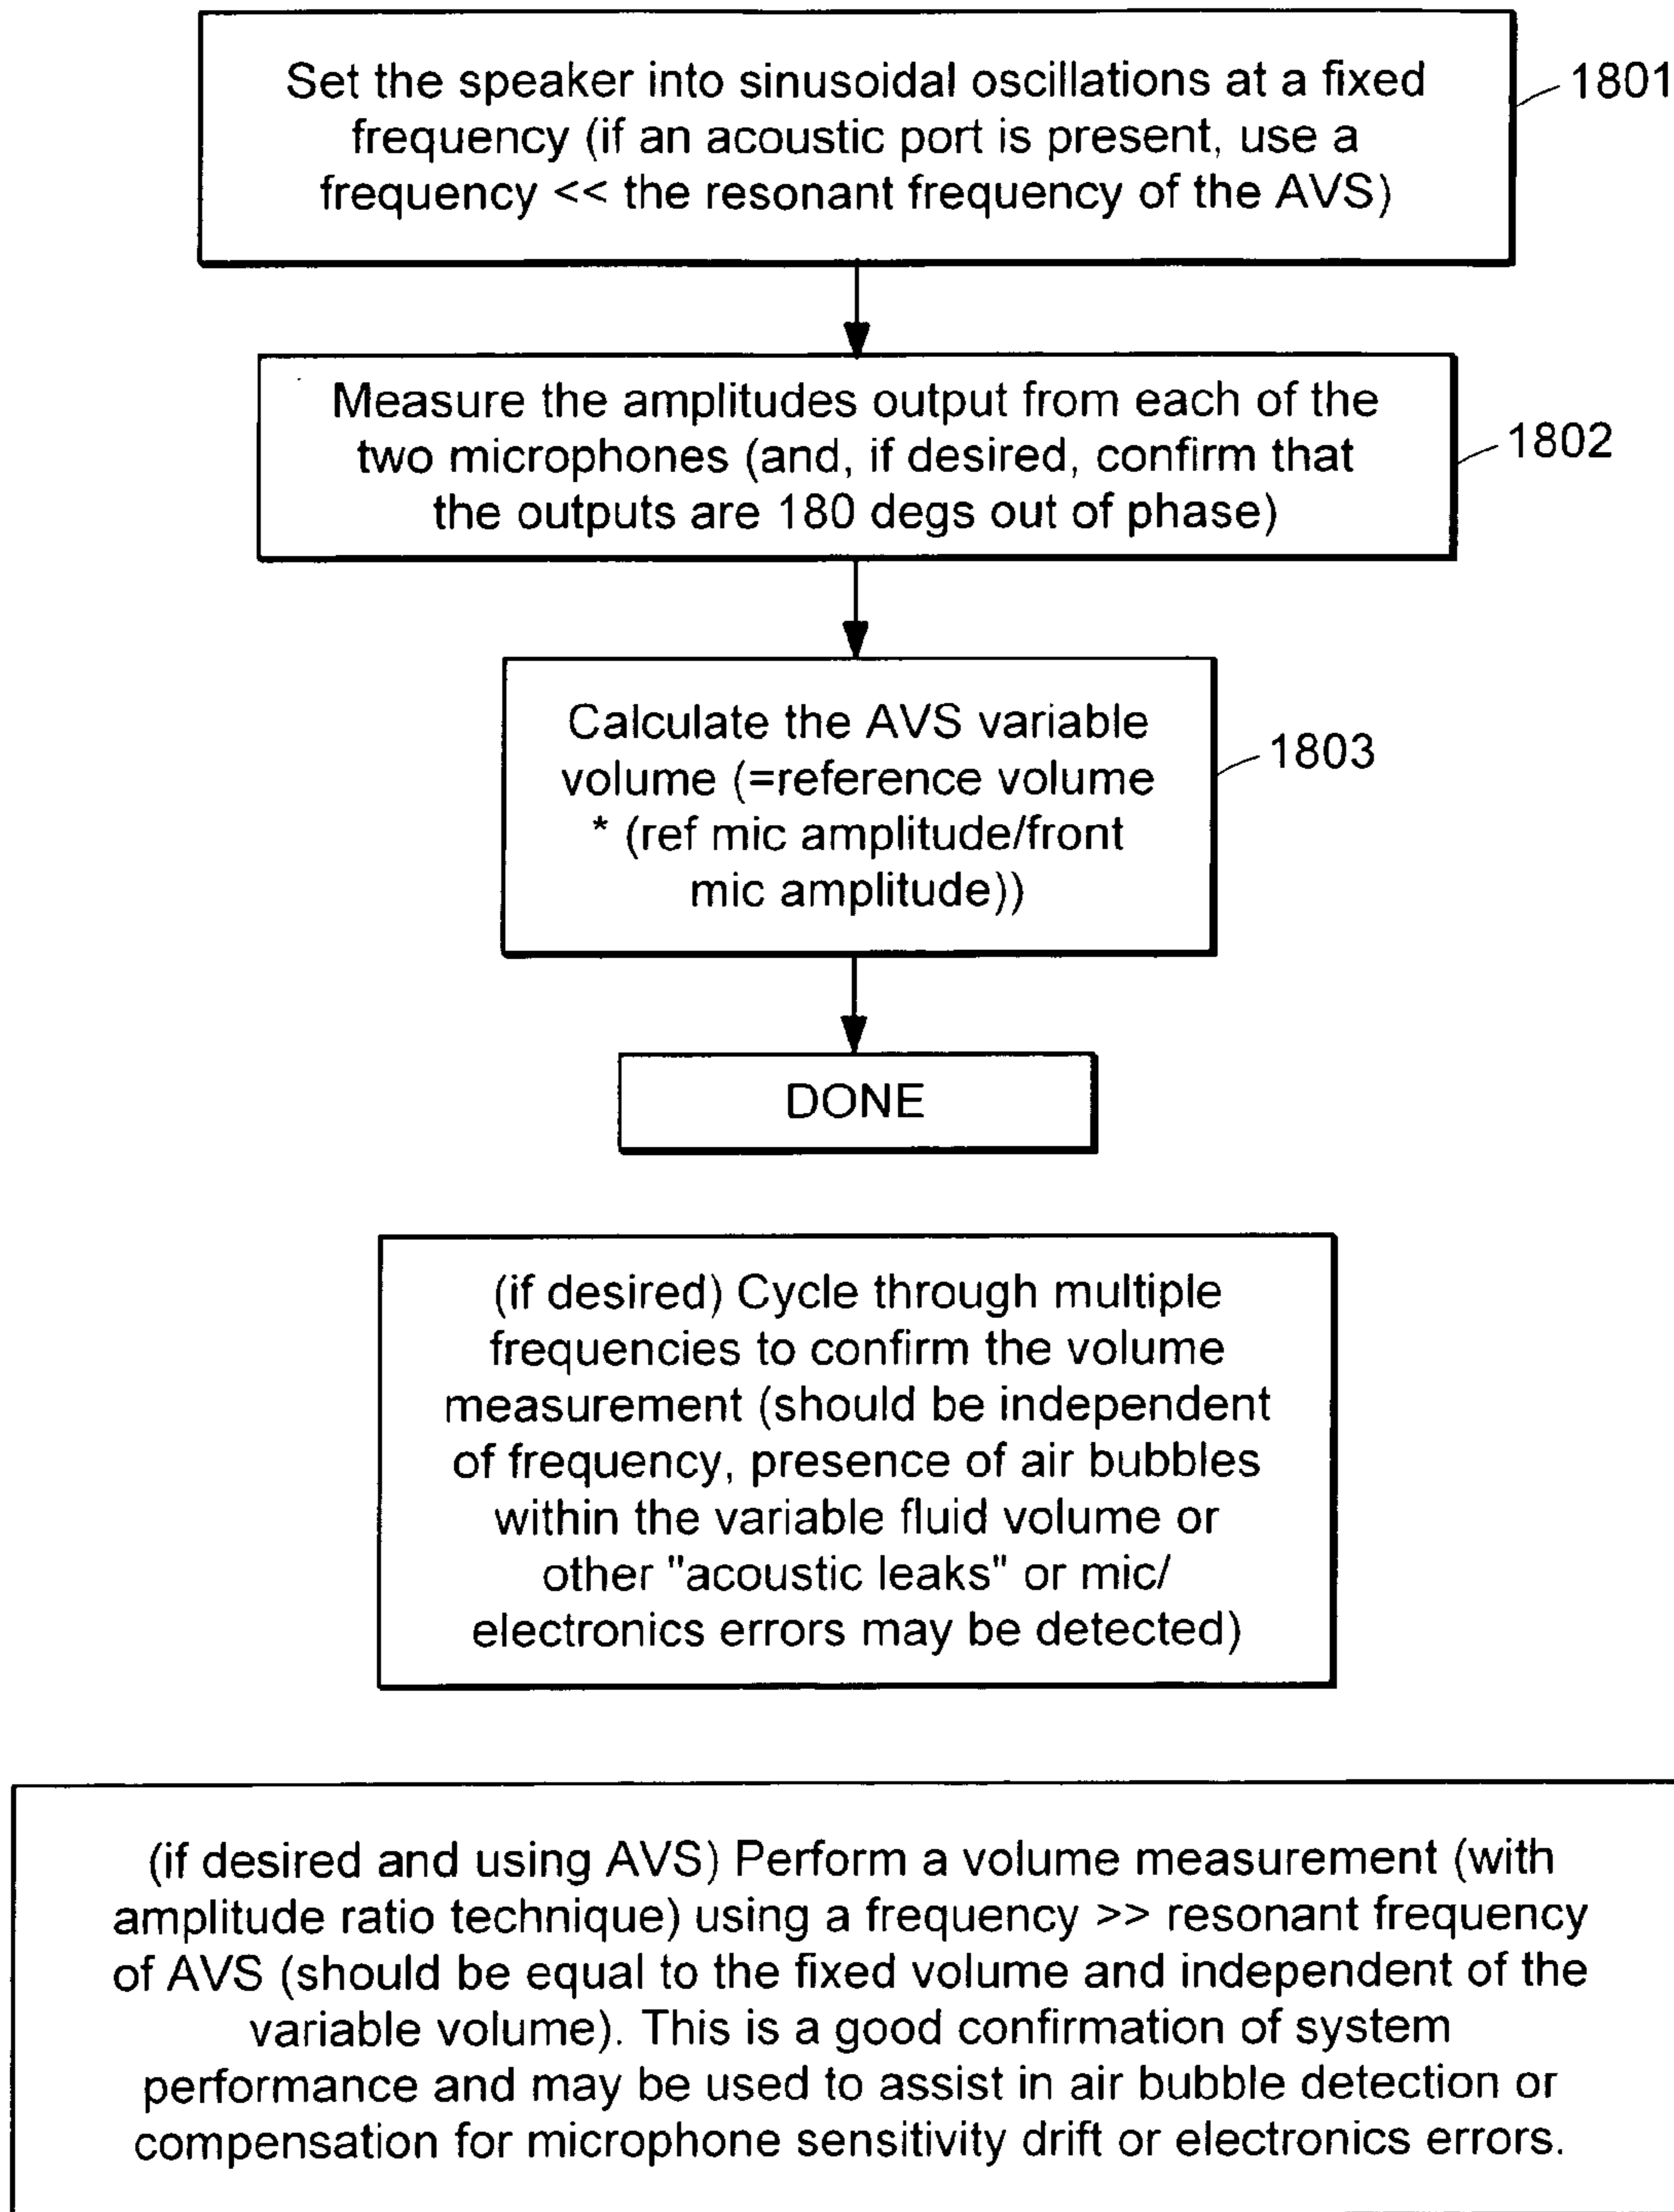 Set the speaker into sinusoidal oscillations at a fixed
frequency (if an acoustic port is present, use a
frequency << the resonant frequency of the AVS)
1801
Measure the amplitudes output from each of the
two microphones (and, if desired, confirm that
the outputs are 180 degs out of phase)
1802
Calculate the AVS variable
volume (=reference volume
* (ref mic amplitude/front
mic amplitude))
1803
DONE
(if desired) Cycle through multiple
frequencies to confirm the volume
measurement (should be independent
of frequency, presence of air bubbles
within the variable fluid volume or
other "acoustic leaks" or mic/
electronics errors may be detected)
(if desired and using AVS) Perform a volume measurement (with
amplitude ratio technique) using a frequency >> resonant frequency
of AVS (should be equal to the fixed volume and independent of the
variable volume). This is a good confirmation of system
performance and may be used to assist in air bubble detection or
compensation for microphone sensitivity drift or electronics errors.